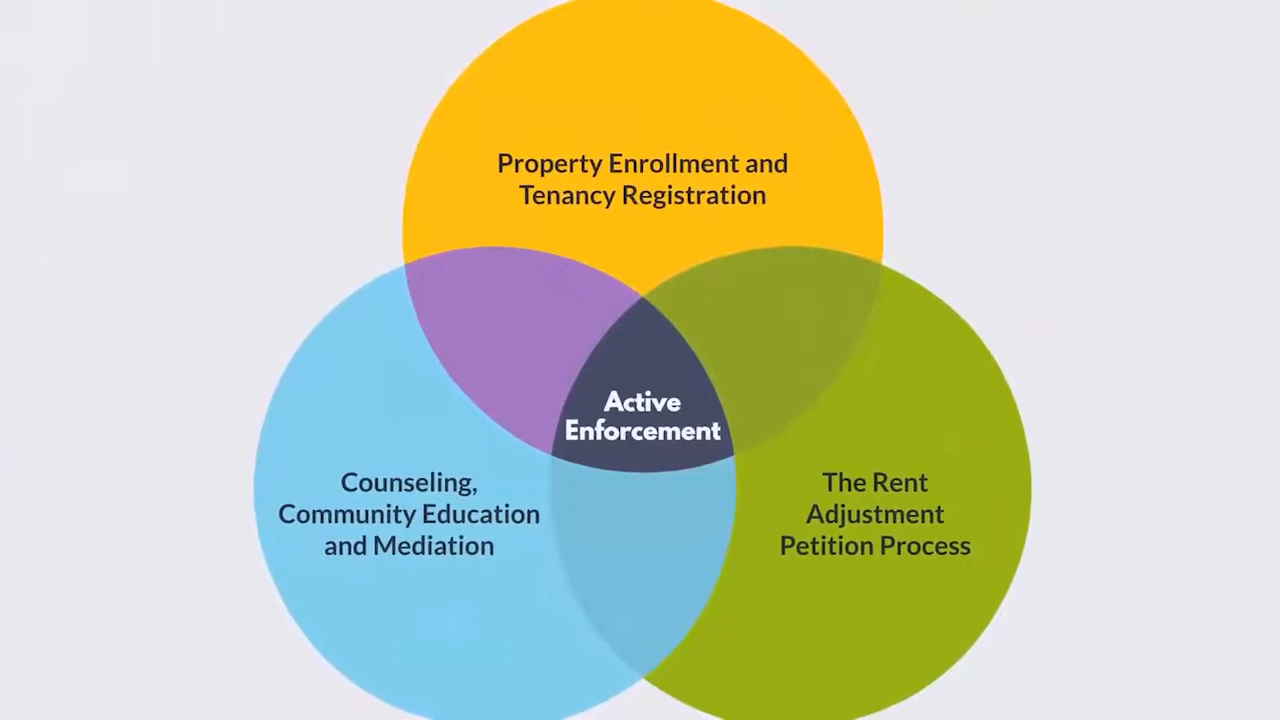 Property Enrollment and
Tenancy Registration
Active
Enforcement
Counseling,
Community Education
and Mediation
The Rent
Adjustment
Petition Process